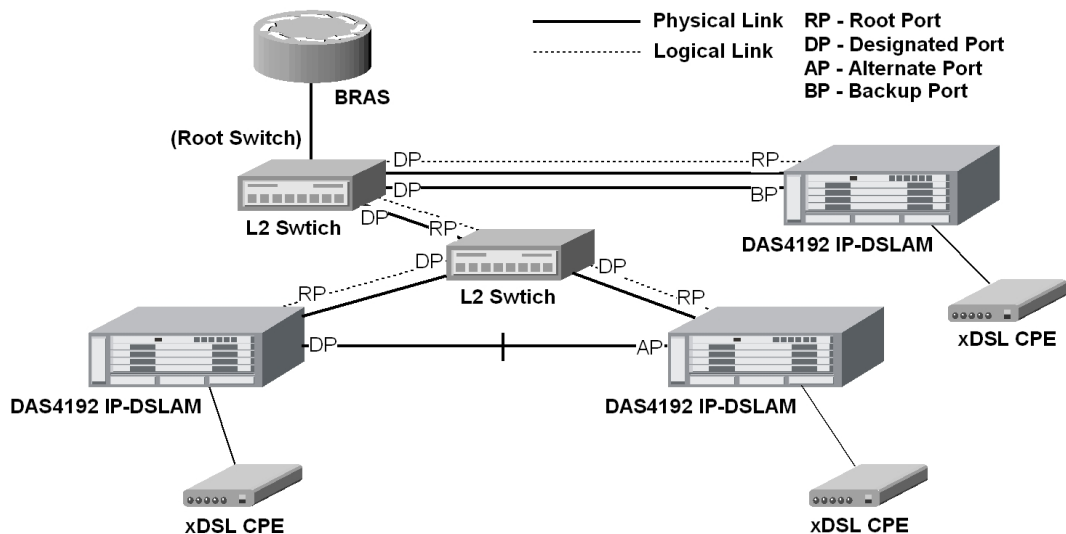 Physical Link
Logical Link
RP - Root Port
DP - Designated Port
AP - Alternate Port
BP - Backup Port
BRAS
(Root Switch)
DP
RP
DP
BP
L2 Swtich
DP
RP
DAS4192 IP-DSLAM
DP
DP
L2 Swtich
RP
RP
xDSL CPE
DP
AP
DAS4192 IP-DSLAM
DAS4192 IP-DSLAM
xDSL CPE
xDSL CPE